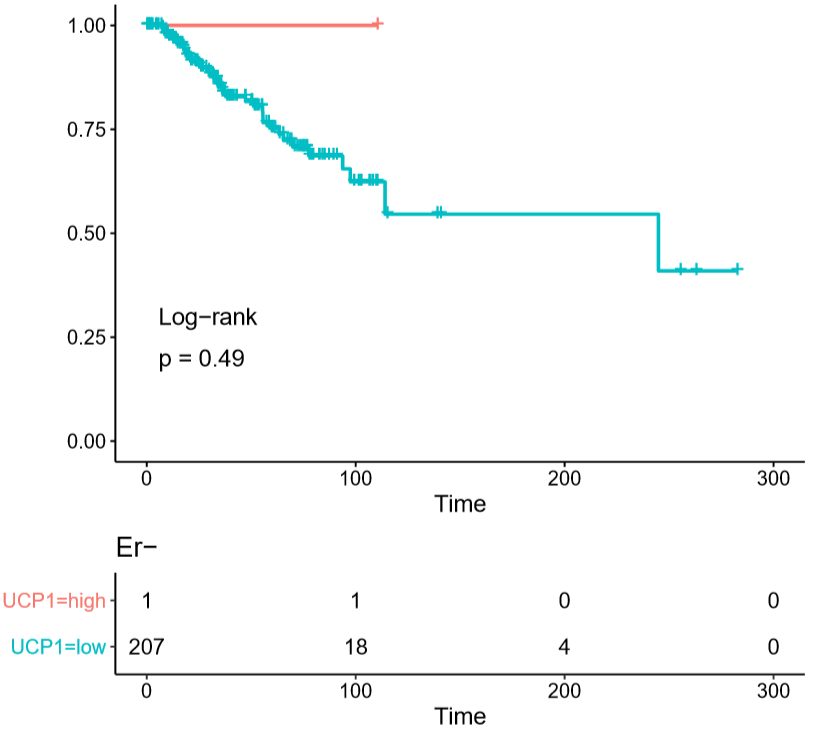 1.00
0.75
0.50
0.25
0.00
Log-rank
p = 0.49
0 100 200 300
Time
Er-
UCP1=high 1 1 0 0
UCP1=low 207 18 4 0
0 100 200 300
Time